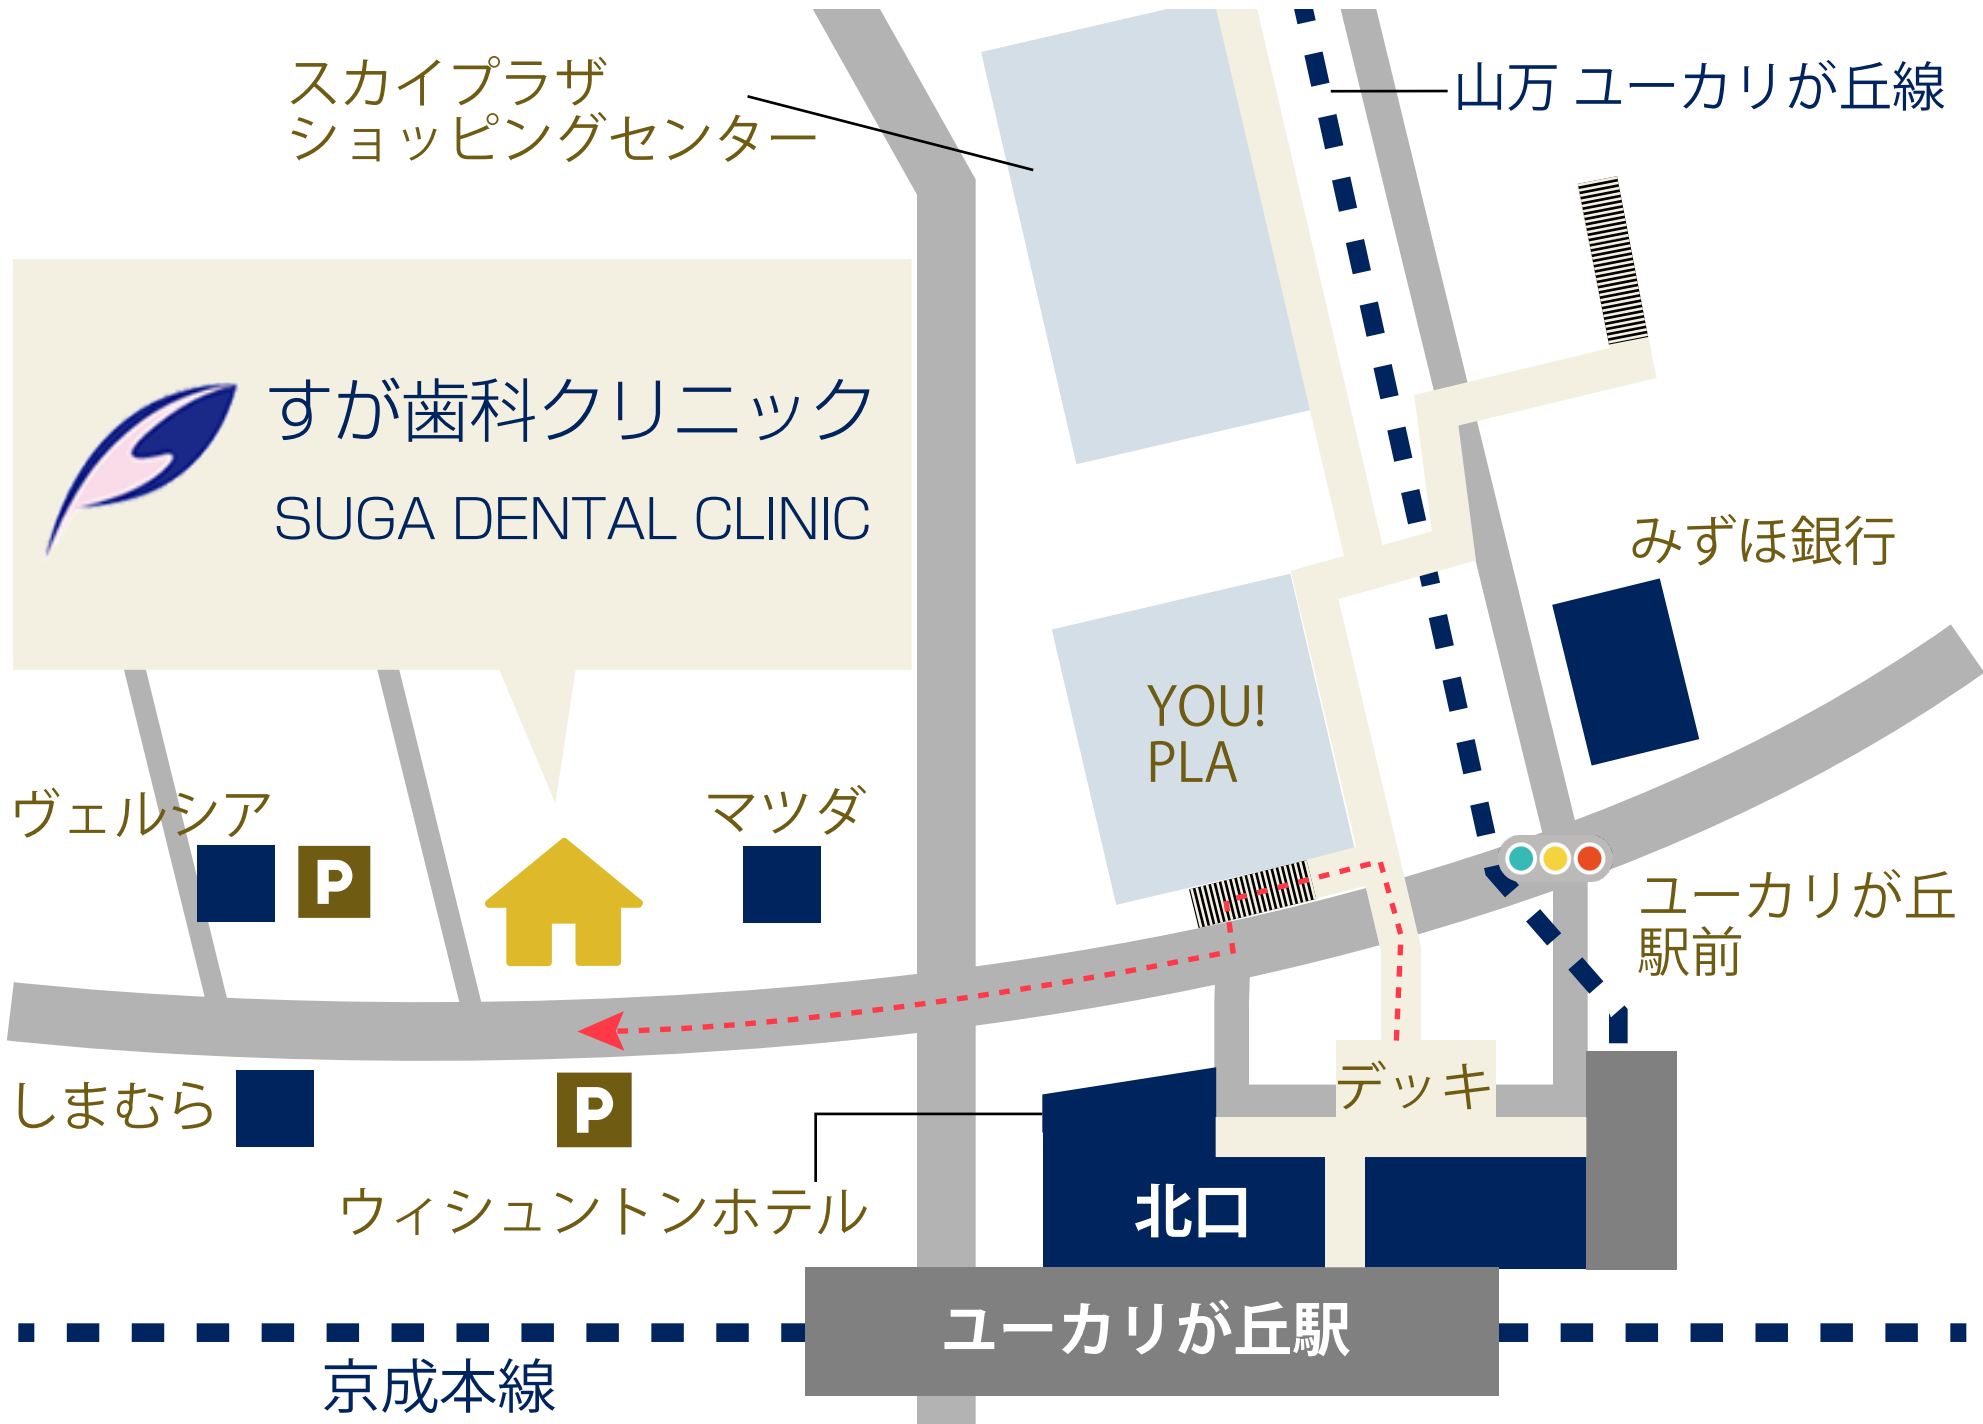 スカイプラザ
ショッピングセンター
山万 ユーカリが丘線
すが歯科クリニック
SUGA DENTAL CLINIC
みずほ銀行
YOU!
PLA
ヴェルシア
P
マツダ
ユーカリが丘
駅前
しまむら
P
デッキ
ウィシュントンホテル
北口
ユーカリが丘駅
京成本線